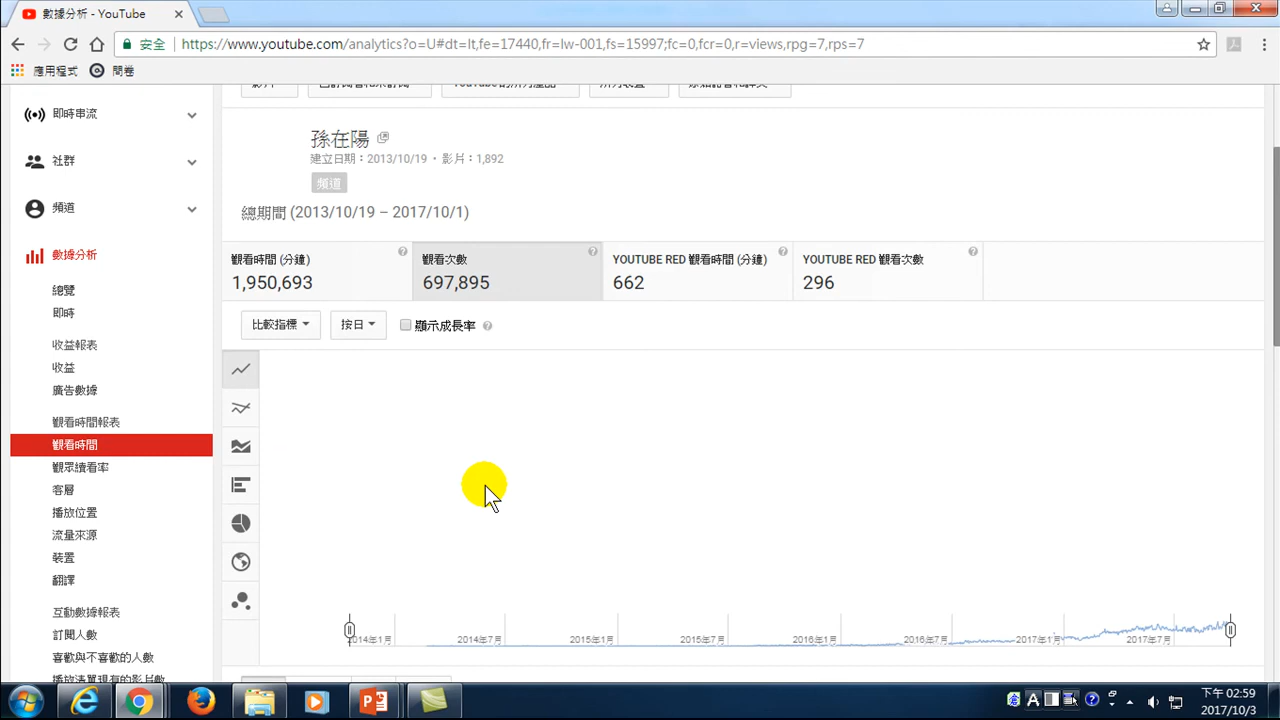 數據分析 - YouTube
安全 https://www.youtube.com/analytics?o=U#dt=lt,fe=17440,fr=lw-001,fs=15997;fc=0,fcr=0,r=views,rpg=7,rps=7
應用程式 問卷
即時串流
社群
頻道
數據分析
總覽
即時
收益報表
收益
廣告數據
觀看時間報表
觀看時間
觀眾續看率
客層
播放位置
流量來源
裝置
翻譯
互動數據報表
訂閱人數
喜歡與不喜歡的人數
播放清單現有的影片數
孫在陽
建立日期：2013/10/19 • 影片：1,892
頻道
總期間 (2013/10/19 – 2017/10/1)
觀看時間 (分鐘) ?
1,950,693
觀看次數 ?
697,895
YOUTUBE RED 觀看時間 (分鐘) ?
662
YOUTUBE RED 觀看次數 ?
296
比較指標 按日 顯示成長率 ?
2014年1月 2014年7月 2015年1月 2015年7月 2016年1月 2016年7月 2017年1月 2017年7月
下午 02:59
2017/10/3